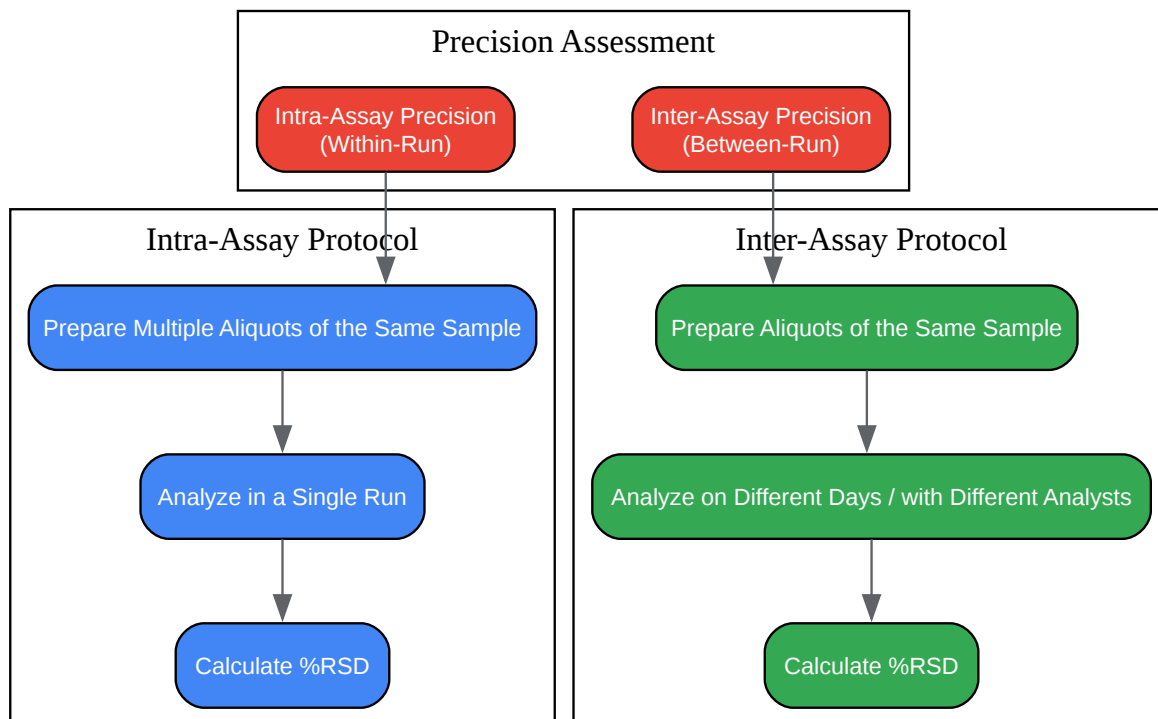 Precision Assessment
Intra-Assay Precision
(Within-Run)
Inter-Assay Precision
(Between-Run)
Intra-Assay Protocol
Prepare Multiple Aliquots of the Same Sample
Analyze in a Single Run
Calculate %RSD
Inter-Assay Protocol
Prepare Aliquots of the Same Sample
Analyze on Different Days / with Different Analysts
Calculate %RSD